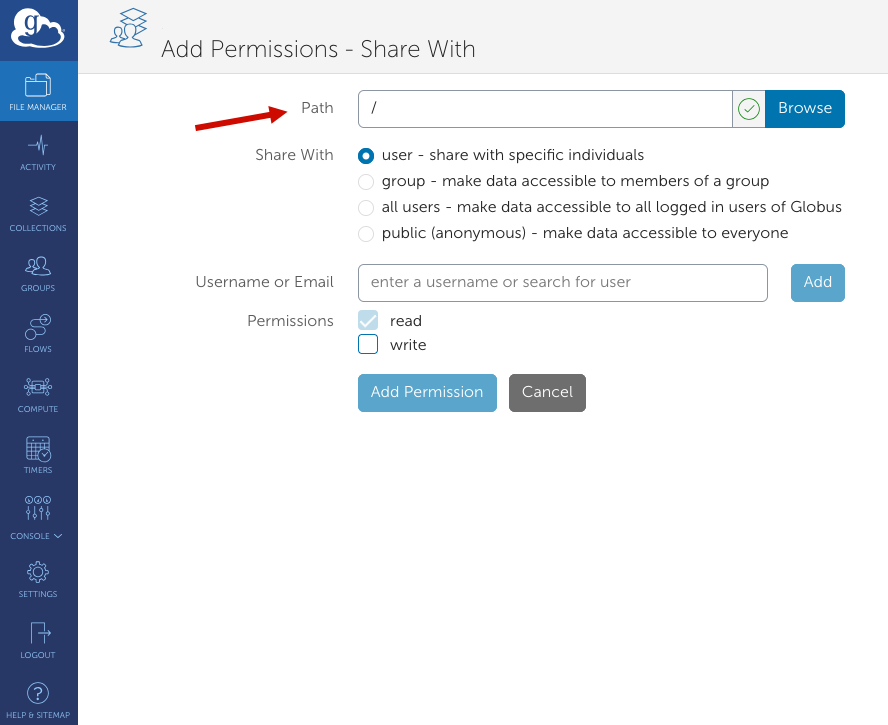 g
Add Permissions - Share With
FILE MANAGER
ACTIVITY
COLLECTIONS
GROUPS
FLOWS
COMPUTE
TIMERS
CONSOLE
SETTINGS
LOGOUT
?
HELP & SITEMAP
Path / Browse
Share With user - share with specific individuals
group - make data accessible to members of a group
all users - make data accessible to all logged in users of Globus
public (anonymous) - make data accessible to everyone
Username or Email enter a username or search for user Add
Permissions read
write
Add Permission Cancel